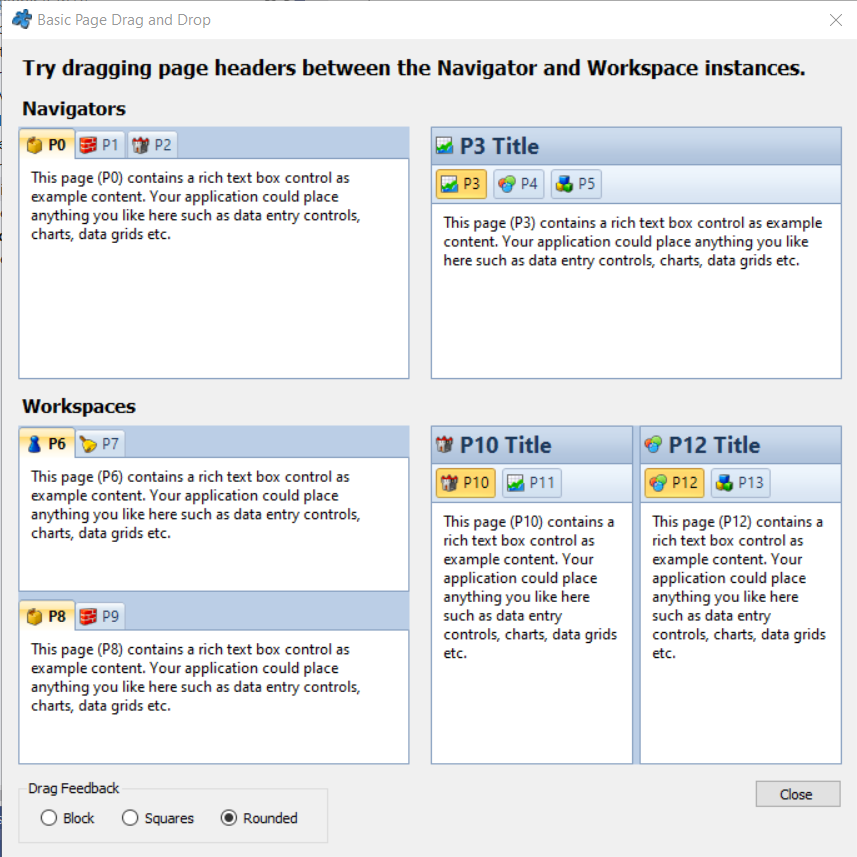 Basic Page Drag and Drop
Try dragging page headers between the Navigator and Workspace instances.
Navigators
P0 P1 P2
This page (P0) contains a rich text box control as
example content. Your application could place
anything you like here such as data entry controls,
charts, data grids etc.
P3 Title
P3 P4 P5
This page (P3) contains a rich text box control as example
content. Your application could place anything you like
here such as data entry controls, charts, data grids etc.
Workspaces
P6 P7
This page (P6) contains a rich text box control as
example content. Your application could place
anything you like here such as data entry controls,
charts, data grids etc.
P8 P9
This page (P8) contains a rich text box control as
example content. Your application could place
anything you like here such as data entry controls,
charts, data grids etc.
P10 Title
P10 P11
This page (P10) contains a
rich text box control as
example content. Your
application could place
anything you like here
such as data entry
controls, charts, data grids
etc.
P12 Title
P12 P13
This page (P12) contains a
rich text box control as
example content. Your
application could place
anything you like here
such as data entry
controls, charts, data grids
etc.
Drag Feedback
Block Squares Rounded
Close